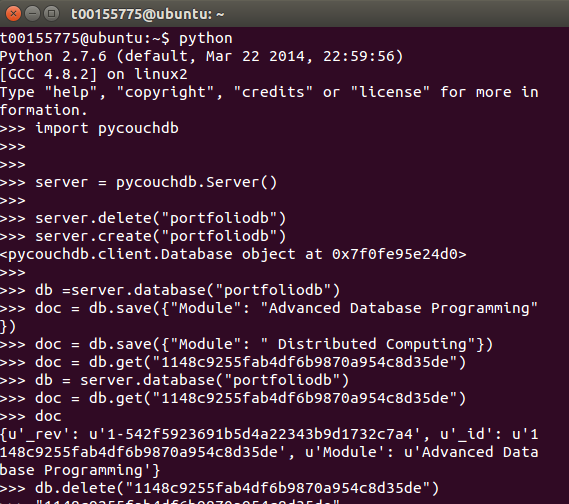 t00155775@ubuntu: ~
t00155775@ubuntu:~$ python
Python 2.7.6 (default, Mar 22 2014, 22:59:56)
[GCC 4.8.2] on linux2
Type "help", "copyright", "credits" or "license" for more in
formation.
>>> import pycouchdb
>>>
>>>
>>> server = pycouchdb.Server()
>>>
>>> server.delete("portfoliodb")
>>> server.create("portfoliodb")
<pycouchdb.client.Database object at 0x7f0fe95e24d0>
>>>
>>> db =server.database("portfoliodb")
>>> doc = db.save({"Module": "Advanced Database Programming"
})
>>> doc = db.save({"Module": " Distributed Computing"})
>>> doc = db.get("1148c9255fab4df6b9870a954c8d35de")
>>> db = server.database("portfoliodb")
>>> doc = db.get("1148c9255fab4df6b9870a954c8d35de")
>>> doc
{u'_rev': u'1-542f5923691b5d4a22343b9d1732c7a4', u'_id': u'1
148c9255fab4df6b9870a954c8d35de', u'Module': u'Advanced Data
base Programming'}
>>> db.delete("1148c9255fab4df6b9870a954c8d35de")
>>> "1148c9255fab4df6b9870a954c8d35de"